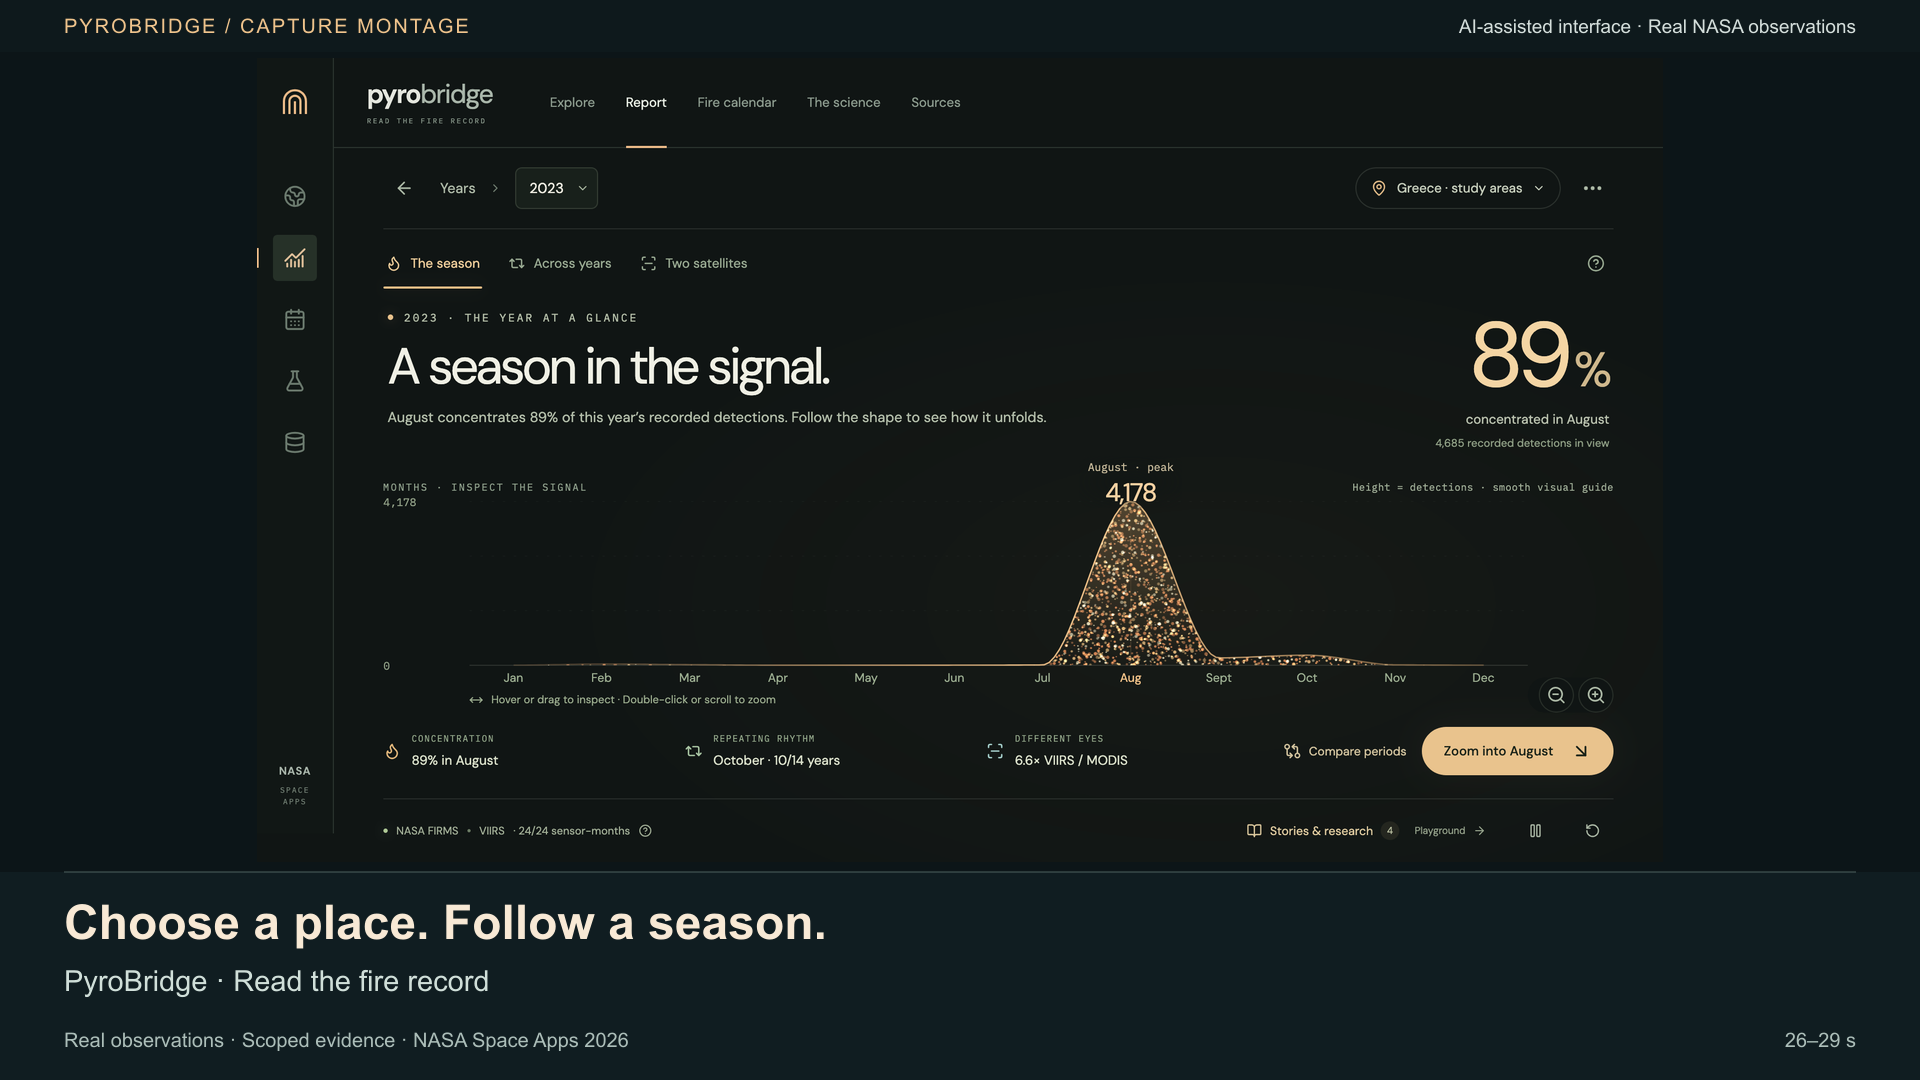 PYROBRIDGE / CAPTURE MONTAGE
AI-assisted interface · Real NASA observations
pyrobridge
READ THE FIRE RECORD
Explore
Report
Fire calendar
The science
Sources
Years
2023
Greece · study areas
The season
Across years
Two satellites
2023 · THE YEAR AT A GLANCE
A season in the signal.
August concentrates 89% of this year's recorded detections. Follow the shape to see how it unfolds.
89%
concentrated in August
4,685 recorded detections in view
MONTHS · INSPECT THE SIGNAL
4,178
August · peak
4,178
Height = detections · smooth visual guide
0
Jan Feb Mar Apr May Jun Jul Aug Sept Oct Nov Dec
Hover or drag to inspect · Double-click or scroll to zoom
CONCENTRATION
89% in August
REPEATING RHYTHM
October · 10/14 years
DIFFERENT EYES
6.6× VIIRS / MODIS
Compare periods
Zoom into August
NASA
SPACE
APPS
NASA FIRMS • VIIRS · 24/24 sensor-months
Stories & research 4
Playground
Choose a place. Follow a season.
PyroBridge · Read the fire record
Real observations · Scoped evidence · NASA Space Apps 2026
26–29 s